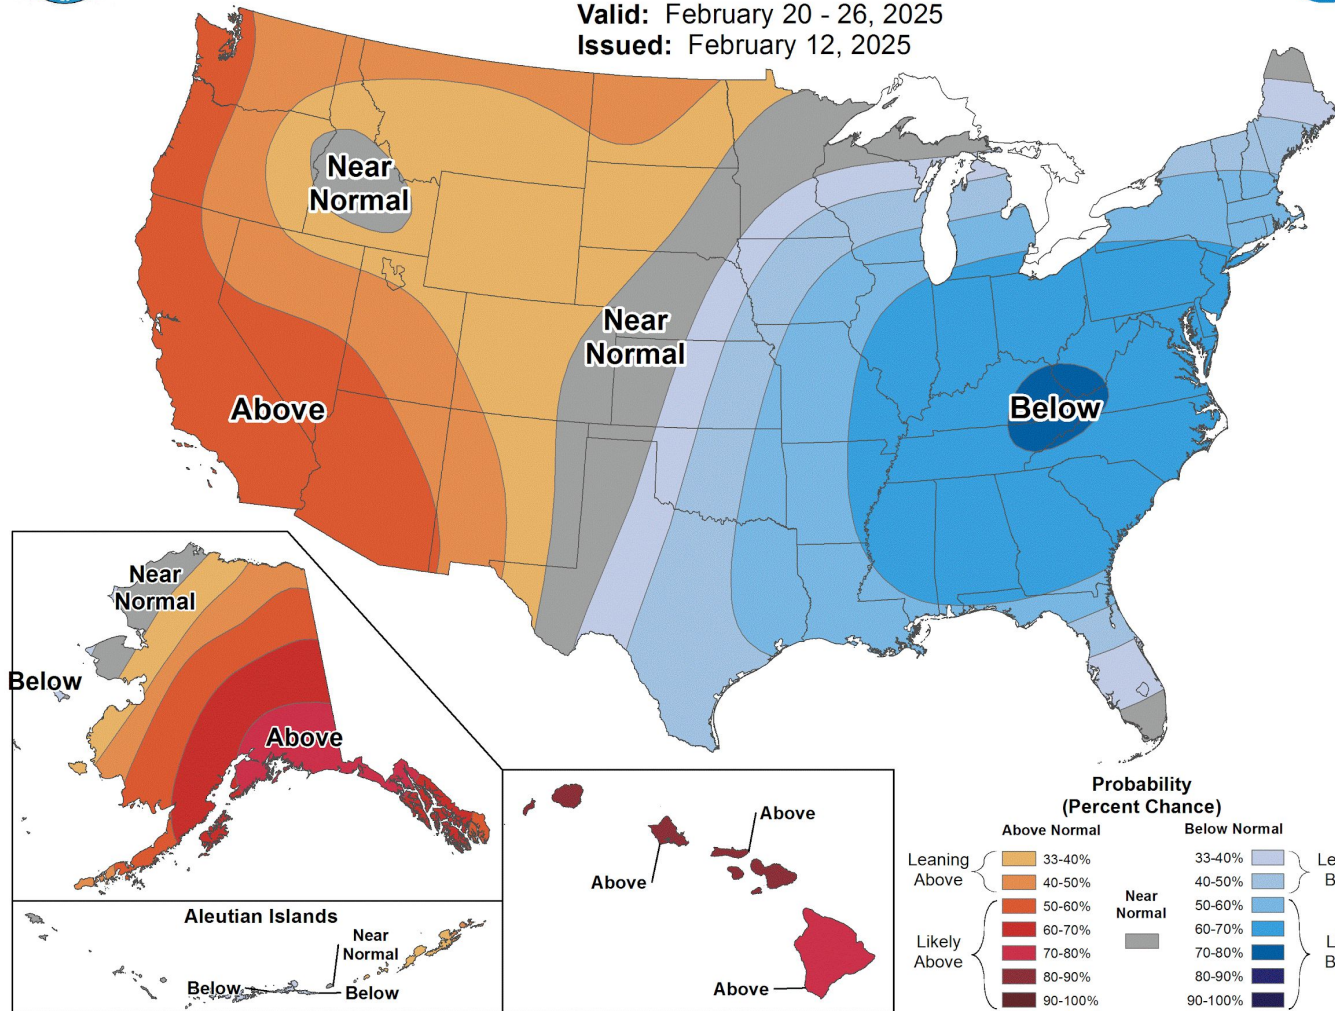 Valid: February 20 - 26, 2025
Issued: February 12, 2025
Near
Normal
Near
Normal
Above
Below
Near
Normal
Below
Above
Aleutian Islands
Near
Normal
Below
Below
Above
Above
Above
Probability
(Percent Chance)
Above Normal
Below Normal
Leaning
Above
33-40%
40-50%
Likely
Above
50-60%
60-70%
70-80%
80-90%
90-100%
Near
Normal
33-40%
40-50%
50-60%
60-70%
70-80%
80-90%
90-100%
Le
B
L
B